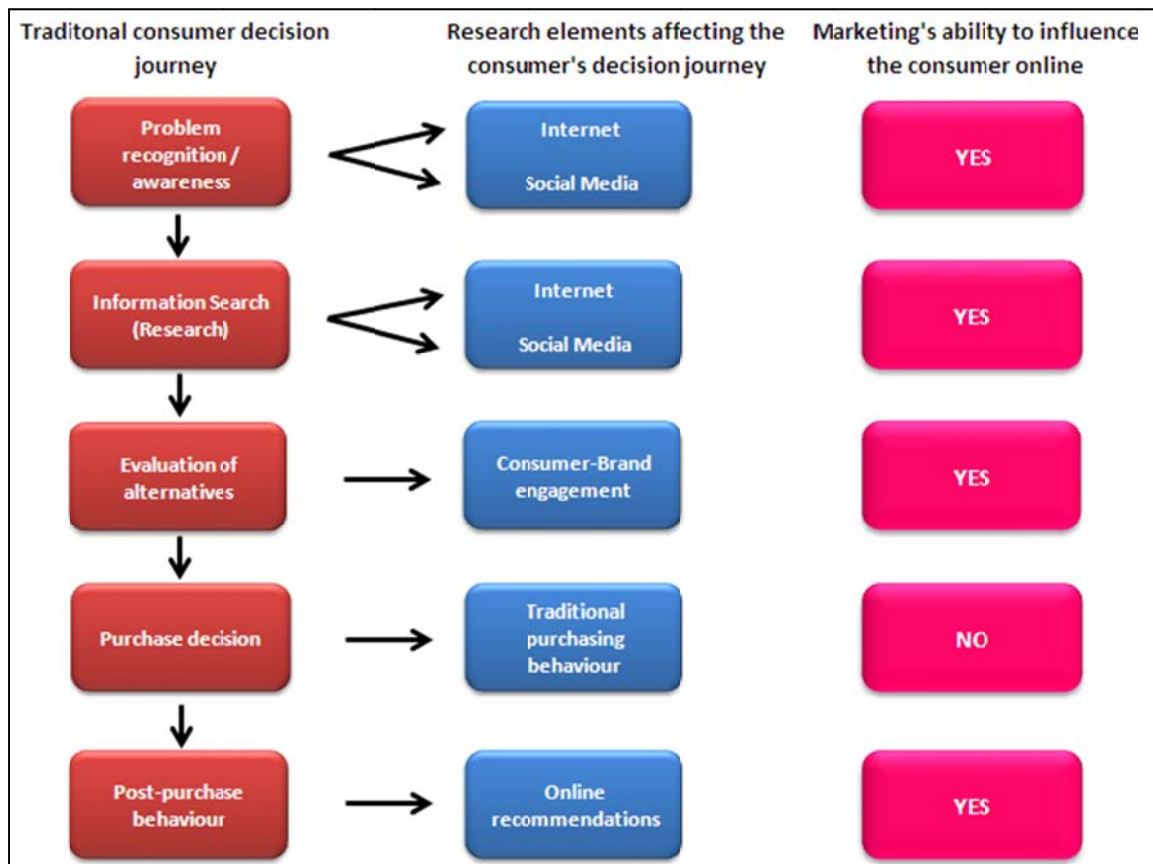 Traditonal consumer decision
journey
Research elements affecting the
consumer's decision journey
Marketing's ability to influence
the consumer online
Problem
recognition /
awareness
Internet
Social Media
YES
Information Search
(Research)
Internet
Social Media
YES
Evaluation of
alternatives
Consumer-Brand
engagement
YES
Purchase decision
Traditional
purchasing
behaviour
NO
Post-purchase
behaviour
Online
recommendations
YES